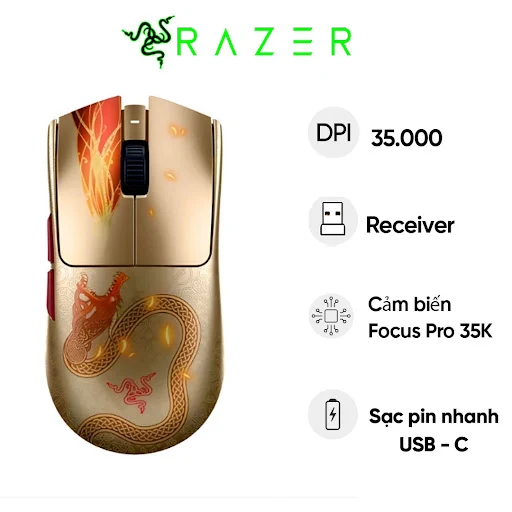 RAZER
DPI
35.000
Receiver
Cảm biến
Focus Pro 35K
Sạc pin nhanh
USB - C